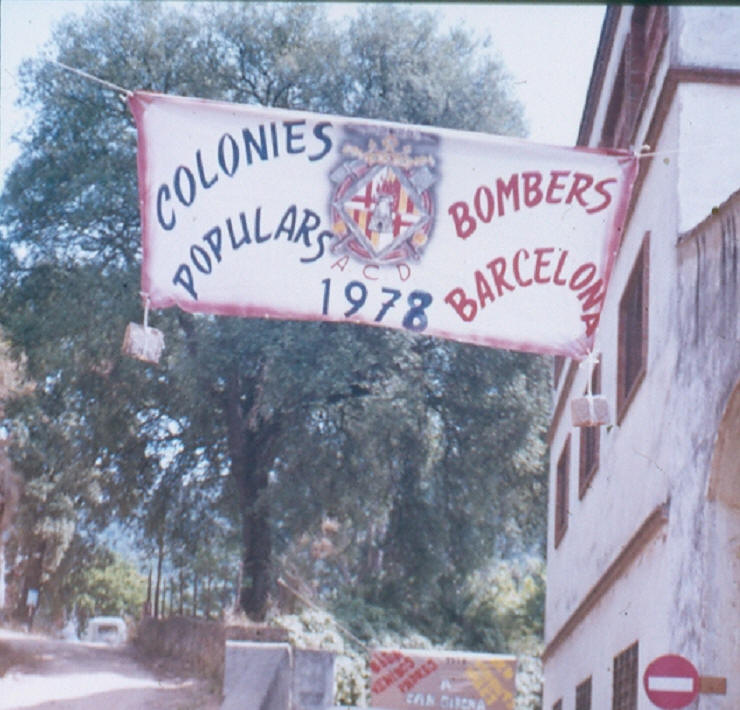 COLONIES
POPULARS
ACD
1978
BOMBERS
BARCELONA